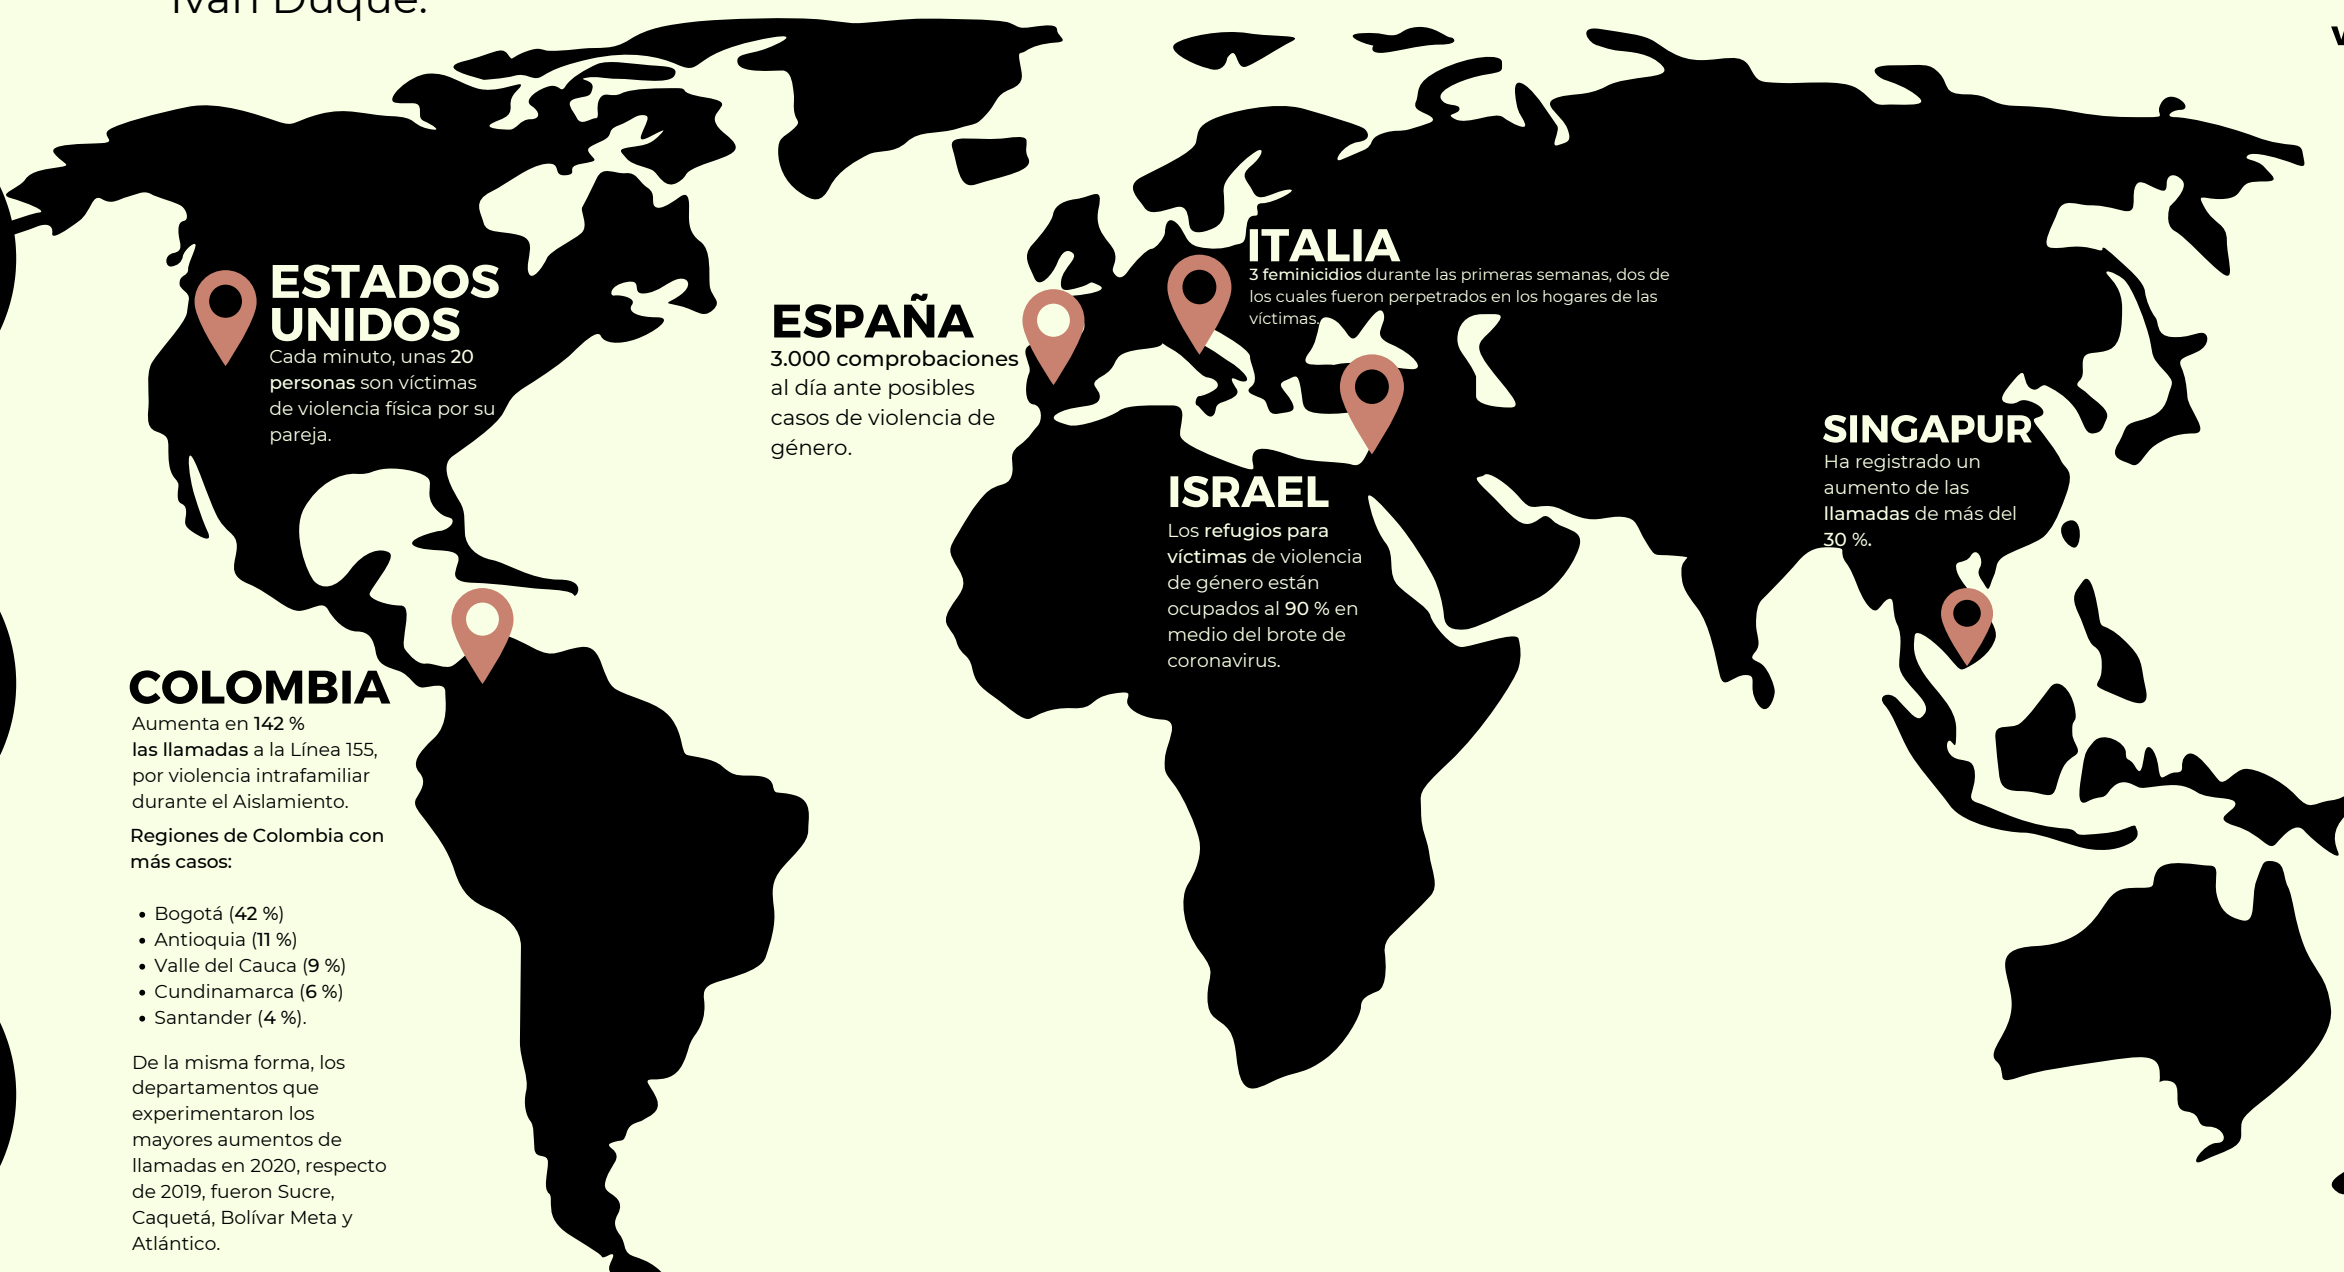 Iván Duque.
ESTADOS
UNIDOS
Cada minuto, unas 20
personas son víctimas
de violencia física por su
pareja.
ESPAÑA
3.000 comprobaciones
al día ante posibles
casos de violencia de
género.
ITALIA
3 feminicidios durante las primeras semanas, dos de
los cuales fueron perpetrados en los hogares de las
víctimas.
ISRAEL
Los refugios para
víctimas de violencia
de género están
ocupados al 90 % en
medio del brote de
coronavirus.
SINGAPUR
Ha registrado un
aumento de las
llamadas de más del
30 %.
COLOMBIA
Aumenta en 142 %
las llamadas a la Línea 155,
por violencia intrafamiliar
durante el Aislamiento.
Regiones de Colombia con
más casos:
• Bogotá (42 %)
• Antioquia (11 %)
• Valle del Cauca (9 %)
• Cundinamarca (6 %)
• Santander (4 %).
De la misma forma, los
departamentos que
experimentaron los
mayores aumentos de
llamadas en 2020, respecto
de 2019, fueron Sucre,
Caquetá, Bolívar Meta y
Atlántico.